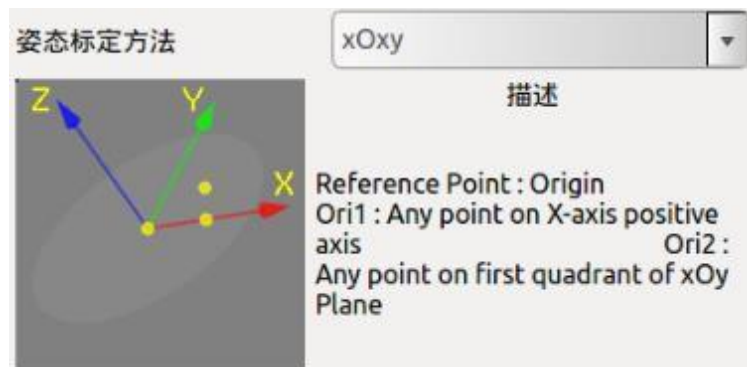 姿态标定方法
xOxy
描述
Z
Y
X
Reference Point : Origin
Ori1 : Any point on X-axis positive
axis Ori2 :
Any point on first quadrant of xOy
Plane